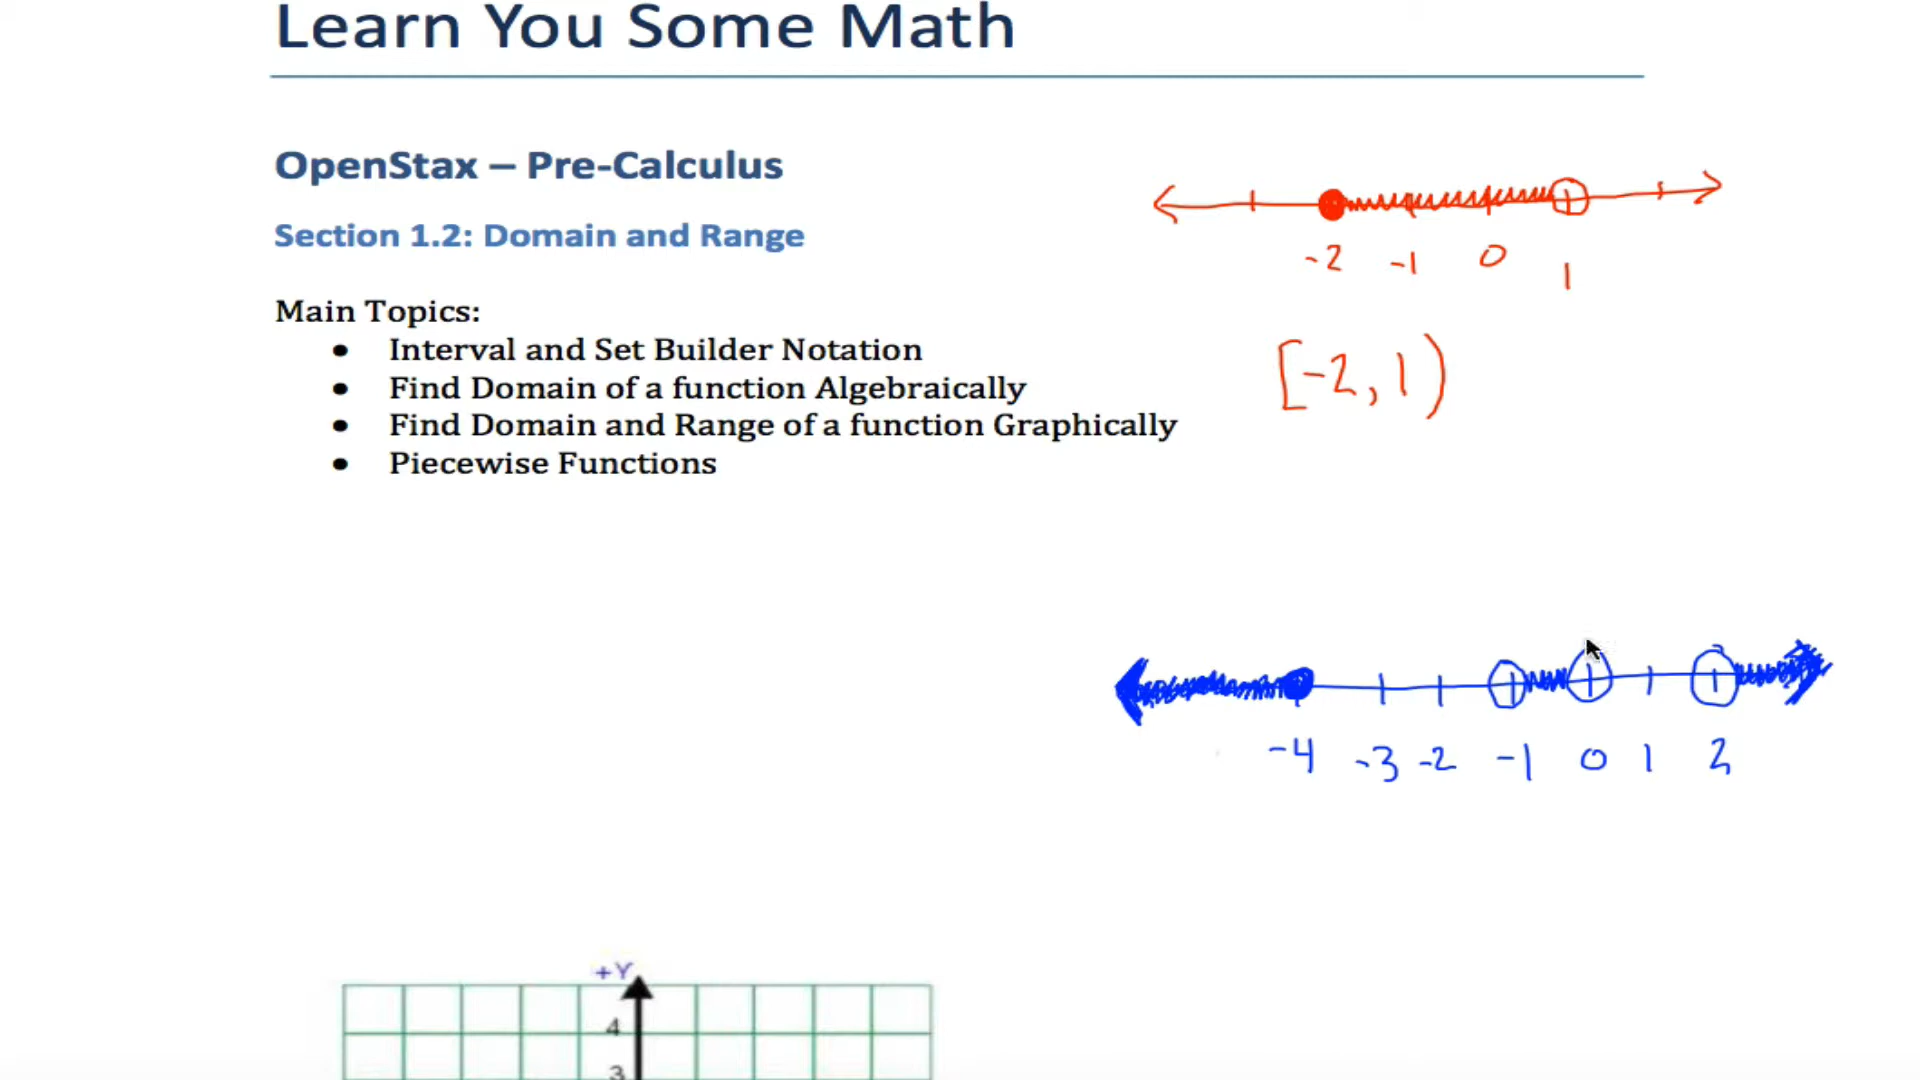 Learn You Some Math
OpenStax – Pre-Calculus
Section 1.2: Domain and Range
Main Topics:
• Interval and Set Builder Notation
• Find Domain of a function Algebraically
• Find Domain and Range of a function Graphically
• Piecewise Functions
-2 -1 0 1
[-2, 1)
-4 -3 -2 -1 0 1 2
+Y
4
3